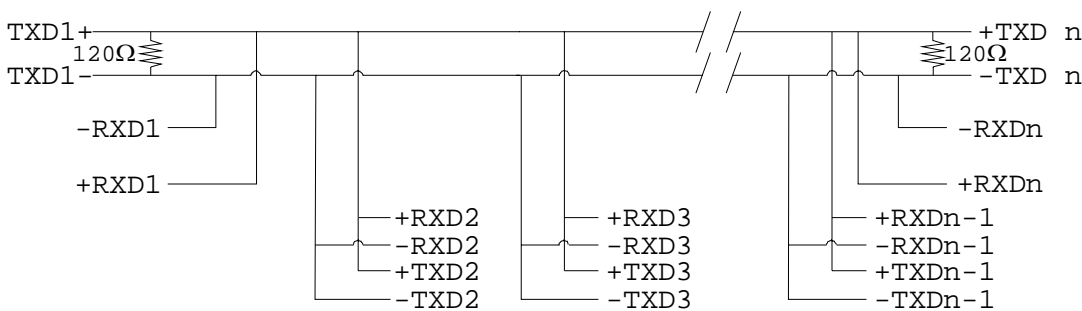 TXD1+ +TXD n
120Ω 120Ω
TXD1- -TXD n
-RXD1 -RXDn
+RXD1 +RXDn
+RXD2 +RXD3 +RXDn-1
-RXD2 -RXD3 -RXDn-1
+TXD2 +TXD3 +TXDn-1
-TXD2 -TXD3 -TXDn-1